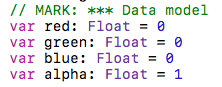 // MARK: *** Data model
var red: Float = 0
var green: Float = 0
var blue: Float = 0
var alpha: Float = 1